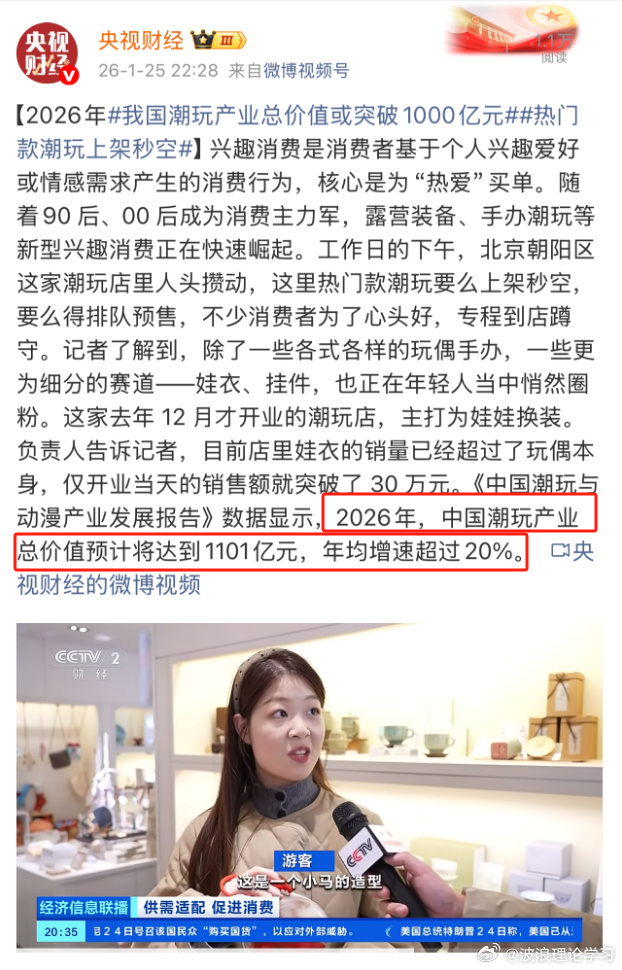 央视财经
央视
财经
III
1.1万
阅读
26-1-25 22:28 来自微博视频号
【2026年#我国潮玩产业总价值或突破1000亿元##热门
款潮玩上架秒空#】兴趣消费是消费者基于个人兴趣爱好
或情感需求产生的消费行为，核心是为“热爱”买单。随
着90后、00后成为消费主力军，露营装备、手办潮玩等
新型兴趣消费正在快速崛起。工作日的下午，北京朝阳区
这家潮玩店里人头攒动，这里热门款潮玩要么上架秒空，
要么得排队预售，不少消费者为了心头好，专程到店蹲
守。记者了解到，除了一些各式各样的玩偶手办，一些更
为细分的赛道——娃衣、挂件，也正在年轻人当中悄然圈
粉。这家去年12月才开业的潮玩店，主打为娃娃换装。
负责人告诉记者，目前店里娃衣的销量已经超过了玩偶本
身，仅开业当天的销售额就突破了30万元。《中国潮玩与
动漫产业发展报告》数据显示，2026年，中国潮玩产业
总价值预计将达到1101亿元，年均增速超过20%。 央
视财经的微博视频
CCTV 2
财经
CCTV
游客
这是一个小马的造型
经济信息联播 供需适配 促进消费
20:35 24日号召该国民众“购买国货”，以应对外部威胁。 美国总统特朗普24日称，美国已从
@波浪理论学习